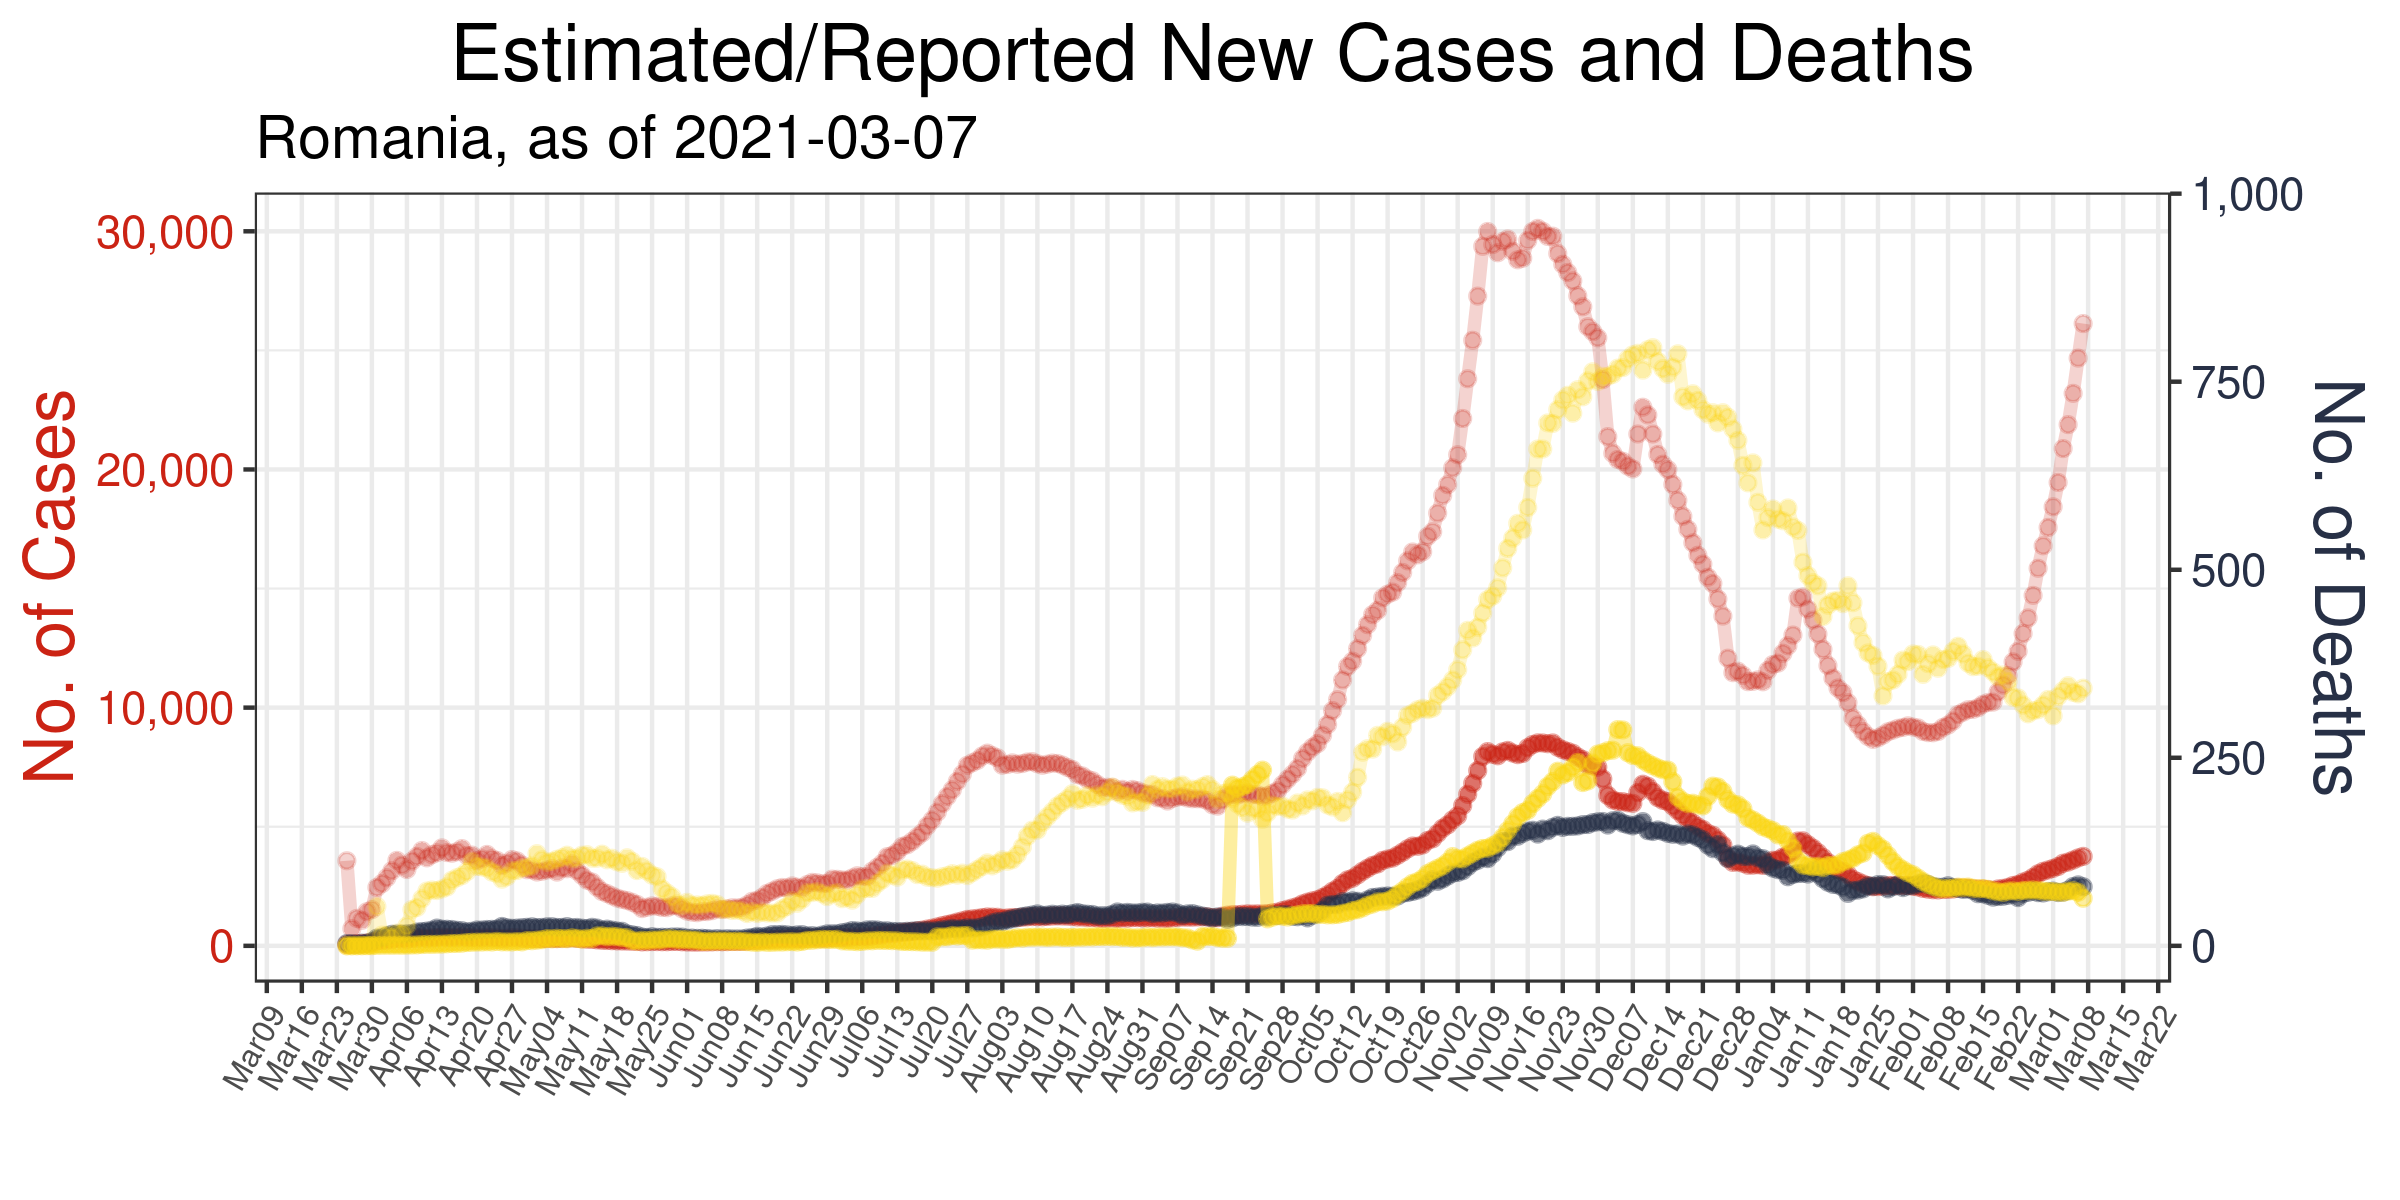 Estimated/Reported New Cases and Deaths
Romania, as of 2021-03-07
No. of Cases
30,000
20,000
10,000
0
1,000
750
500
250
0
No. of Deaths
Mar09
Mar16
Mar23
Mar30
Apr06
Apr13
Apr20
Apr27
May04
May11
May18
May25
Jun01
Jun08
Jun15
Jun22
Jun29
Jul06
Jul13
Jul20
Jul27
Aug03
Aug10
Aug17
Aug24
Aug31
Sep07
Sep14
Sep21
Sep28
Oct05
Oct12
Oct19
Oct26
Nov02
Nov09
Nov16
Nov23
Nov30
Dec07
Dec14
Dec21
Dec28
Jan04
Jan11
Jan18
Jan25
Feb01
Feb08
Feb15
Feb22
Mar01
Mar08
Mar15
Mar22